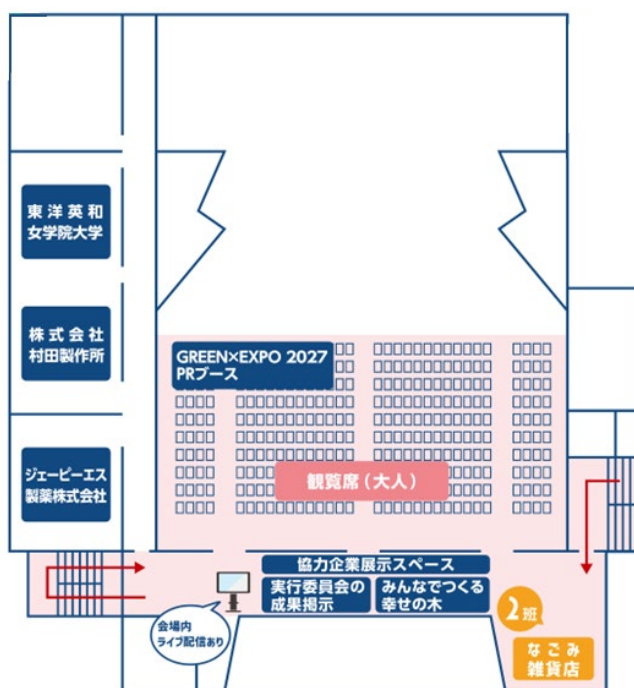 東洋英和
女学院大学
株式会社
村田製作所
ジェーピーエス
製薬株式会社
GREEN×EXPO 2027
PRブース
観覧席(大人)
協力企業展示スペース
実行委員会の
成果掲示
みんなでつくる
幸せの木
会場内
ライブ配信あり
2班
なごみ
雑貨店